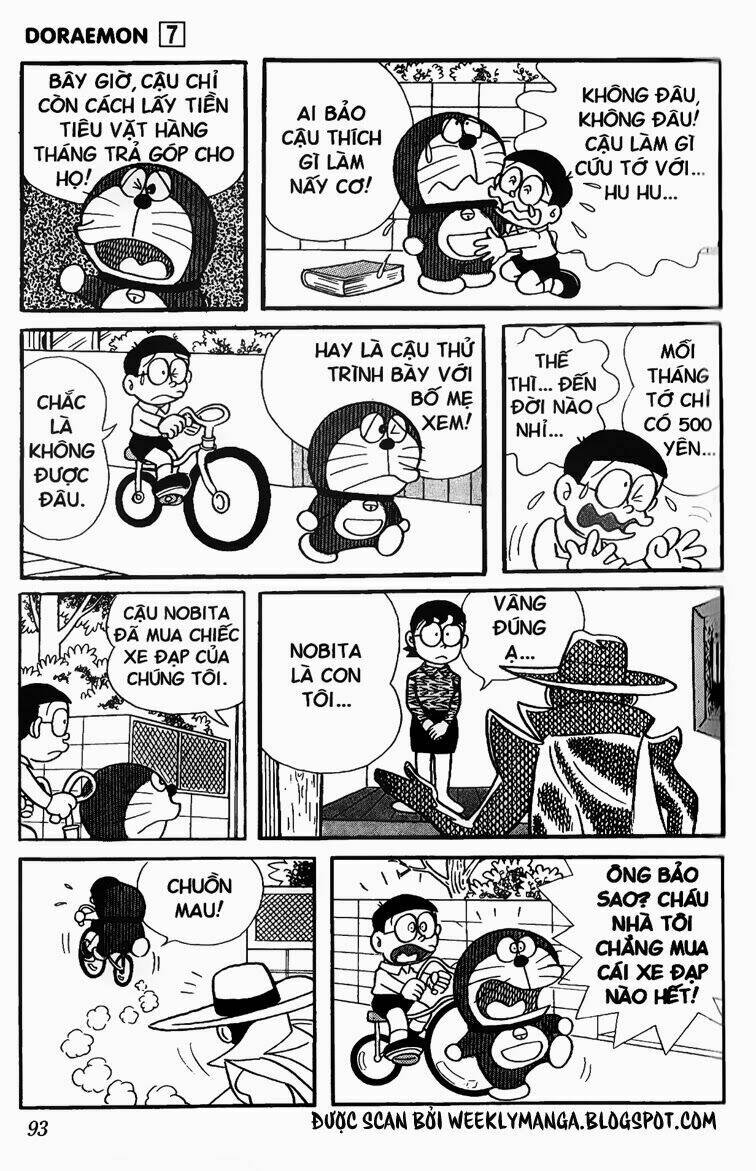 DORAEMON 7
BÂY GIỜ, CẬU CHỈ
CÒN CÁCH LẤY TIỀN
TIÊU VẶT HÀNG
THÁNG TRẢ GÓP CHO
HỌ!
AI BẢO
CẬU THÍCH
GÌ LÀM
NẤY CƠ!
KHÔNG ĐÂU,
KHÔNG ĐÂU!
CẬU LÀM GÌ
CỨU TỚ VỚI...
HU HU...
CHẮC
LÀ
KHÔNG
ĐƯỢC
ĐÂU.
HAY LÀ CẬU THỬ
TRÌNH BÀY VỚI
BỐ MẸ
XEM!
THẾ
THÌ... ĐẾN
ĐỜI NÀO
NHỈ...
MỖI
THÁNG
TỚ CHỈ
CÓ 500
YÊN...
CẬU NOBITA
ĐÃ MUA CHIẾC
XE ĐẠP CỦA
CHÚNG TÔI.
NOBITA
LÀ CON
TÔI...
VÂNG
ĐÚNG
Ạ...
CHUỒN
MAU!
ÔNG BẢO
SAO? CHÁU
NHÀ TÔI
CHẲNG MUA
CÁI XE ĐẠP
NÀO HẾT!
93
ĐƯỢC SCAN BỞI WEEKLYMANGA.BLOGSPOT.COM